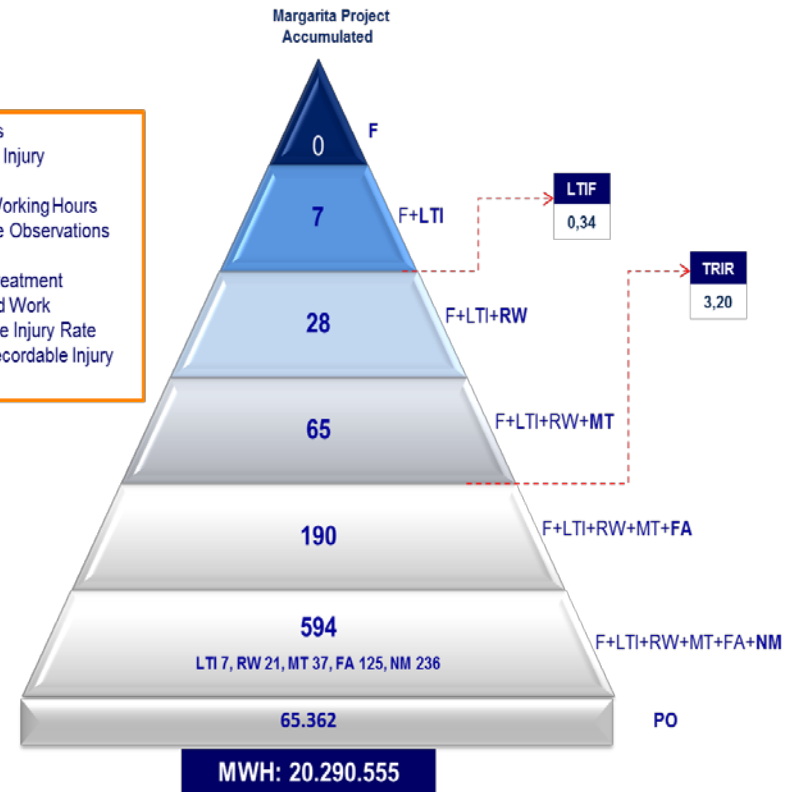 Margarita Project
Accumulated
s
Injury
Working Hours
e Observations
eatment
d Work
e Injury Rate
ecordable Injury
0
F
7
F+LTI
LTIF
0,34
28
F+LTI+RW
TRIR
3,20
65
F+LTI+RW+MT
190
F+LTI+RW+MT+FA
594
LTI 7, RW 21, MT 37, FA 125, NM 236
F+LTI+RW+MT+FA+NM
65.362
PO
MWH: 20.290.555